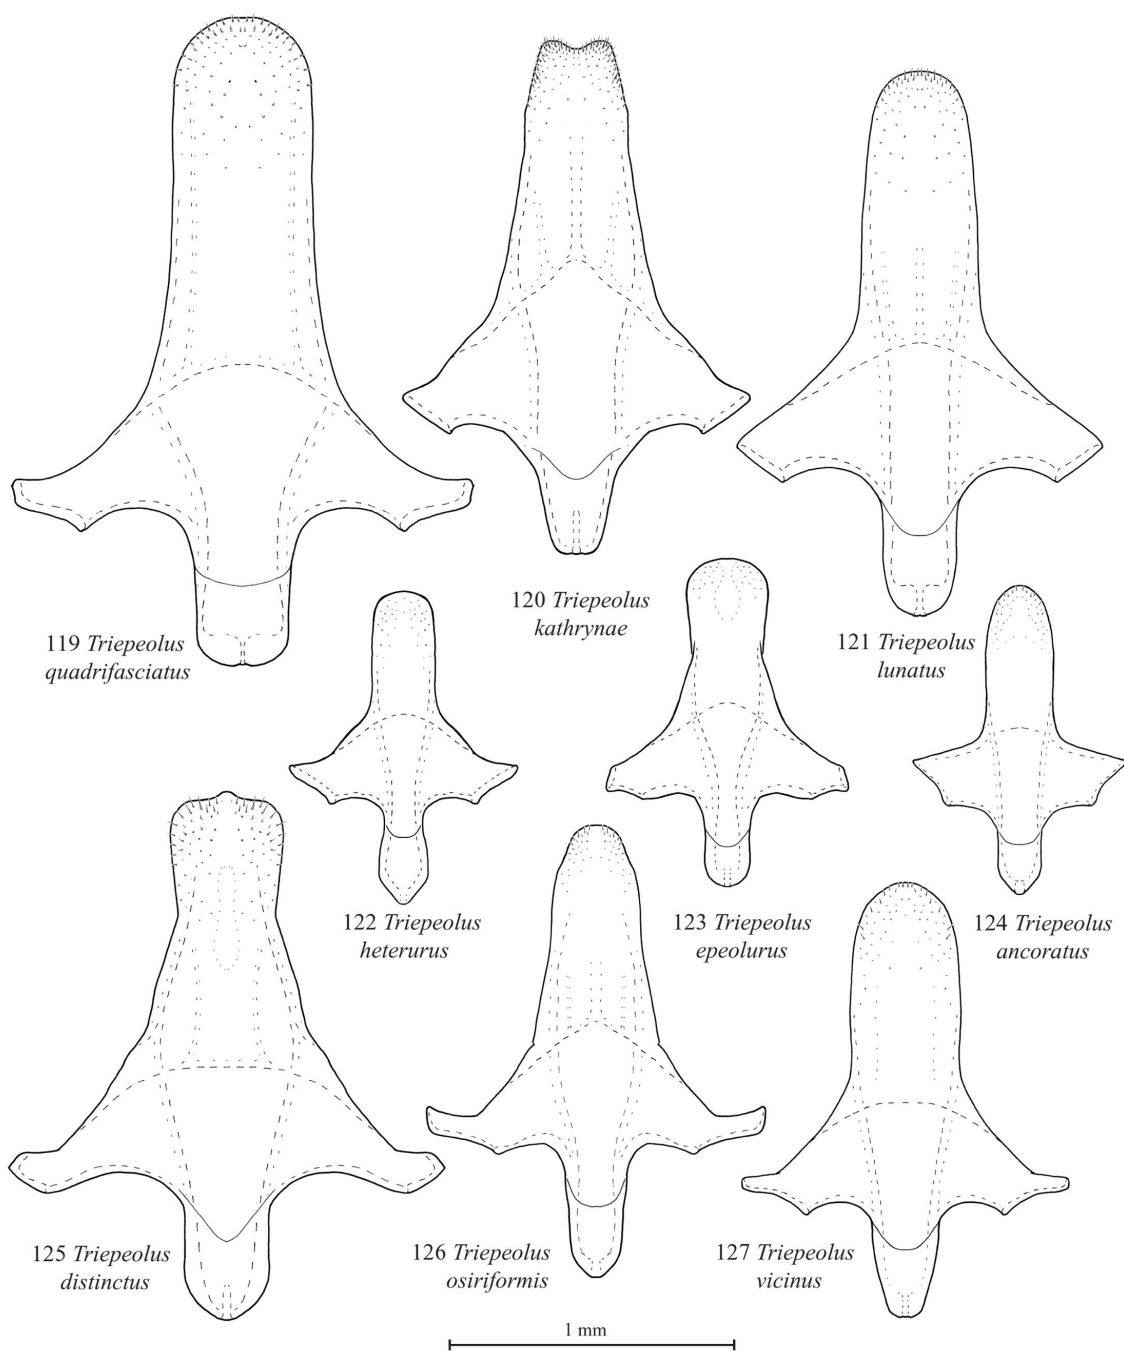 119 Triepeolus
quadrifasciatus
120 Triepeolus
kathrynae
121 Triepeolus
lunatus
122 Triepeolus
heterurus
123 Triepeolus
epeolurus
124 Triepeolus
ancoratus
125 Triepeolus
distinctus
126 Triepeolus
osiriformis
127 Triepeolus
vicinus
1 mm